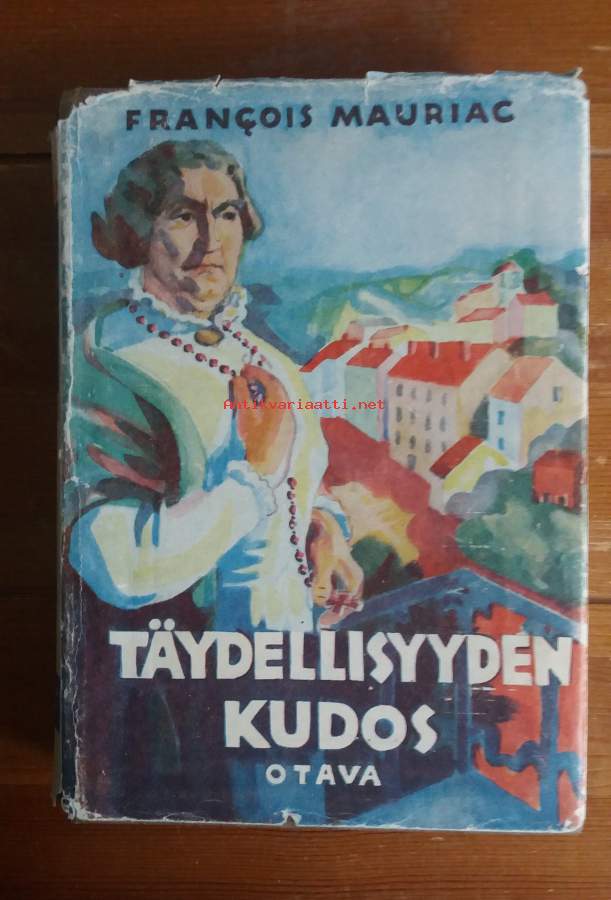 FRANÇOIS MAURIAC
Antikvariaatti.net
TÄYDELLISYYDEN
KUDOS
OTAVA